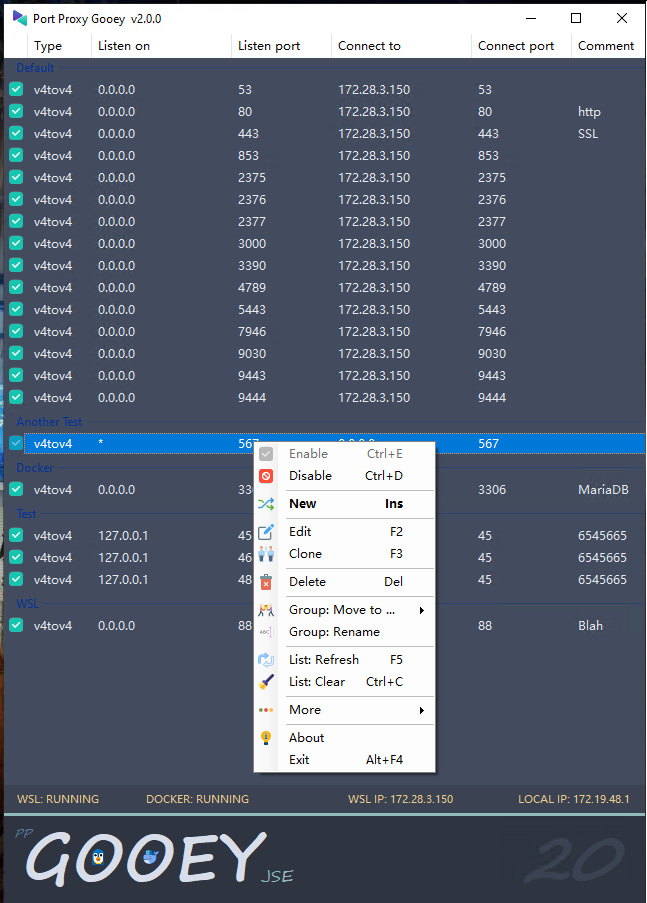 Port Proxy Gooey v2.0.0
Type Listen on Listen port Connect to Connect port Comment
Default
v4tov4 0.0.0.0 53 172.28.3.150 53
v4tov4 0.0.0.0 80 172.28.3.150 80 http
v4tov4 0.0.0.0 443 172.28.3.150 443 SSL
v4tov4 0.0.0.0 853 172.28.3.150 853
v4tov4 0.0.0.0 2375 172.28.3.150 2375
v4tov4 0.0.0.0 2376 172.28.3.150 2376
v4tov4 0.0.0.0 2377 172.28.3.150 2377
v4tov4 0.0.0.0 3000 172.28.3.150 3000
v4tov4 0.0.0.0 3390 172.28.3.150 3390
v4tov4 0.0.0.0 4789 172.28.3.150 4789
v4tov4 0.0.0.0 5443 172.28.3.150 5443
v4tov4 0.0.0.0 7946 172.28.3.150 7946
v4tov4 0.0.0.0 9030 172.28.3.150 9030
v4tov4 0.0.0.0 9443 172.28.3.150 9443
v4tov4 0.0.0.0 9444 172.28.3.150 9444
Another Test
v4tov4 * 567 0.0.0.0 567
Docker
v4tov4 0.0.0.0 330 3306 MariaDB
Test
v4tov4 127.0.0.1 45 45 6545665
v4tov4 127.0.0.1 46 45 6545665
v4tov4 127.0.0.1 48 45 6545665
WSL
v4tov4 0.0.0.0 88 88 Blah
Enable Ctrl+E
Disable Ctrl+D
New Ins
Edit F2
Clone F3
Delete Del
Group: Move to ...
Group: Rename
List: Refresh F5
List: Clear Ctrl+C
More
About
Exit Alt+F4
WSL: RUNNING DOCKER: RUNNING WSL IP: 172.28.3.150 LOCAL IP: 172.19.48.1
PP
GOOEY
JSE
20